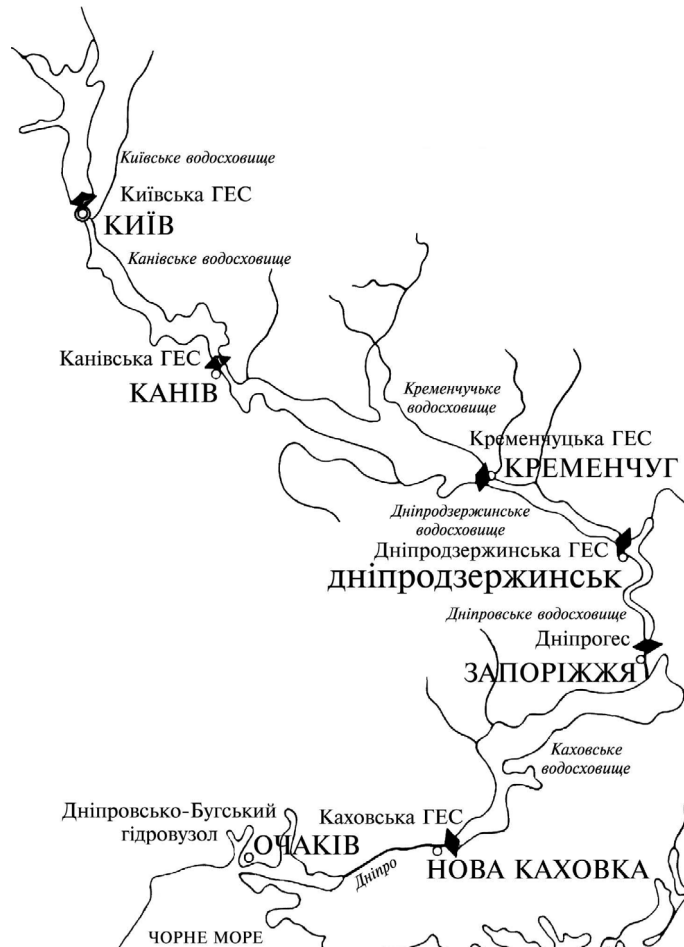 Київське водосховище
Київська ГЕС
КИЇВ
Канівське водосховище
Канівська ГЕС
КАНІВ
Кременчуцьке
водосховище
Кременчуцька ГЕС
КРЕМЕНЧУГ
Дніпродзержинське
водосховище
Дніпродзержинська ГЕС
дніпродзержинськ
Дніпровське водосховище
Дніпрогес
ЗАПОРІЖЖЯ
Каховське
водосховище
Дніпровсько-Бугський
гідровузол
ОЧАКІВ
Каховська ГЕС
НОВА КАХОВКА
Дніпро
ЧОРНЕ МОРЕ